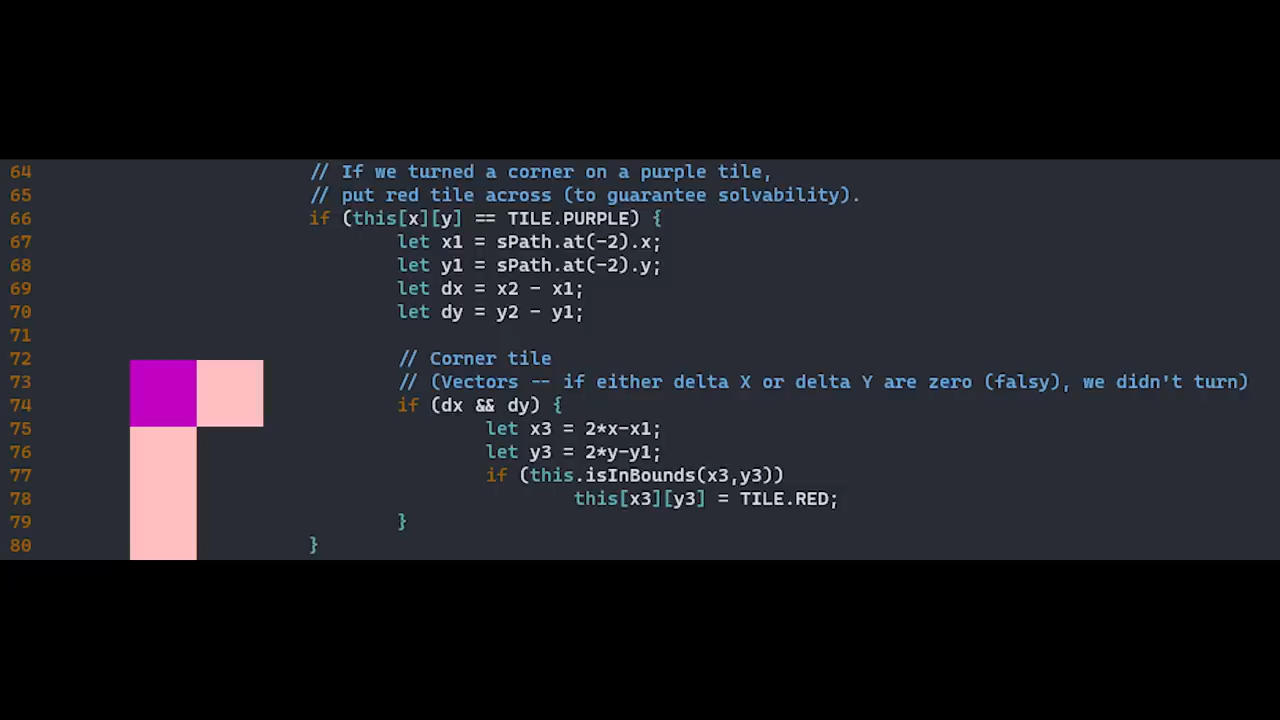 64 // If we turned a corner on a purple tile,
65 // put red tile across (to guarantee solvability).
66 if (this[x][y] == TILE.PURPLE) {
67 let x1 = sPath.at(-2).x;
68 let y1 = sPath.at(-2).y;
69 let dx = x2 - x1;
70 let dy = y2 - y1;
71
72 // Corner tile
73 // (Vectors -- if either delta X or delta Y are zero (falsy), we didn't turn)
74 if (dx && dy) {
75 let x3 = 2*x-x1;
76 let y3 = 2*y-y1;
77 if (this.isInBounds(x3,y3))
78 this[x3][y3] = TILE.RED;
79 }
80 }